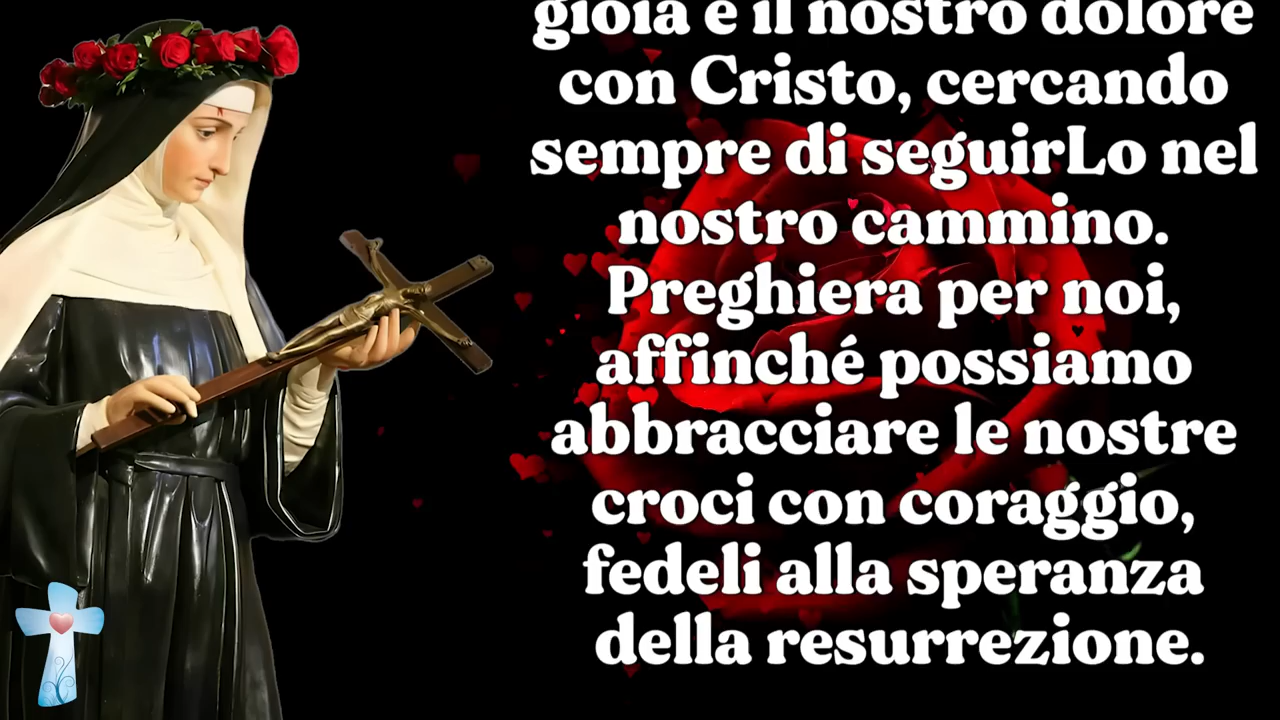 gioia e il nostro dolore
con Cristo, cercando
sempre di seguirLo nel
nostro cammino.
Preghiera per noi,
affinché possiamo
abbracciare le nostre
croci con coraggio,
fedeli alla speranza
della resurrezione.